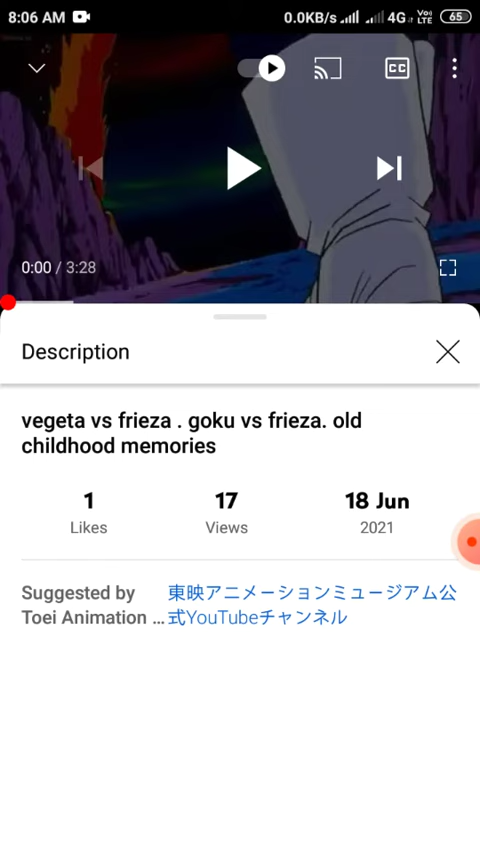 8:06 AM 0.0KB/s 4G Vo) LTE 65
CC
0:00 / 3:28
Description
vegeta vs frieza . goku vs frieza. old
childhood memories
1 17 18 Jun
Likes Views 2021
Suggested by 東映アニメーションミュージアム公
Toei Animation ... 式YouTubeチャンネル